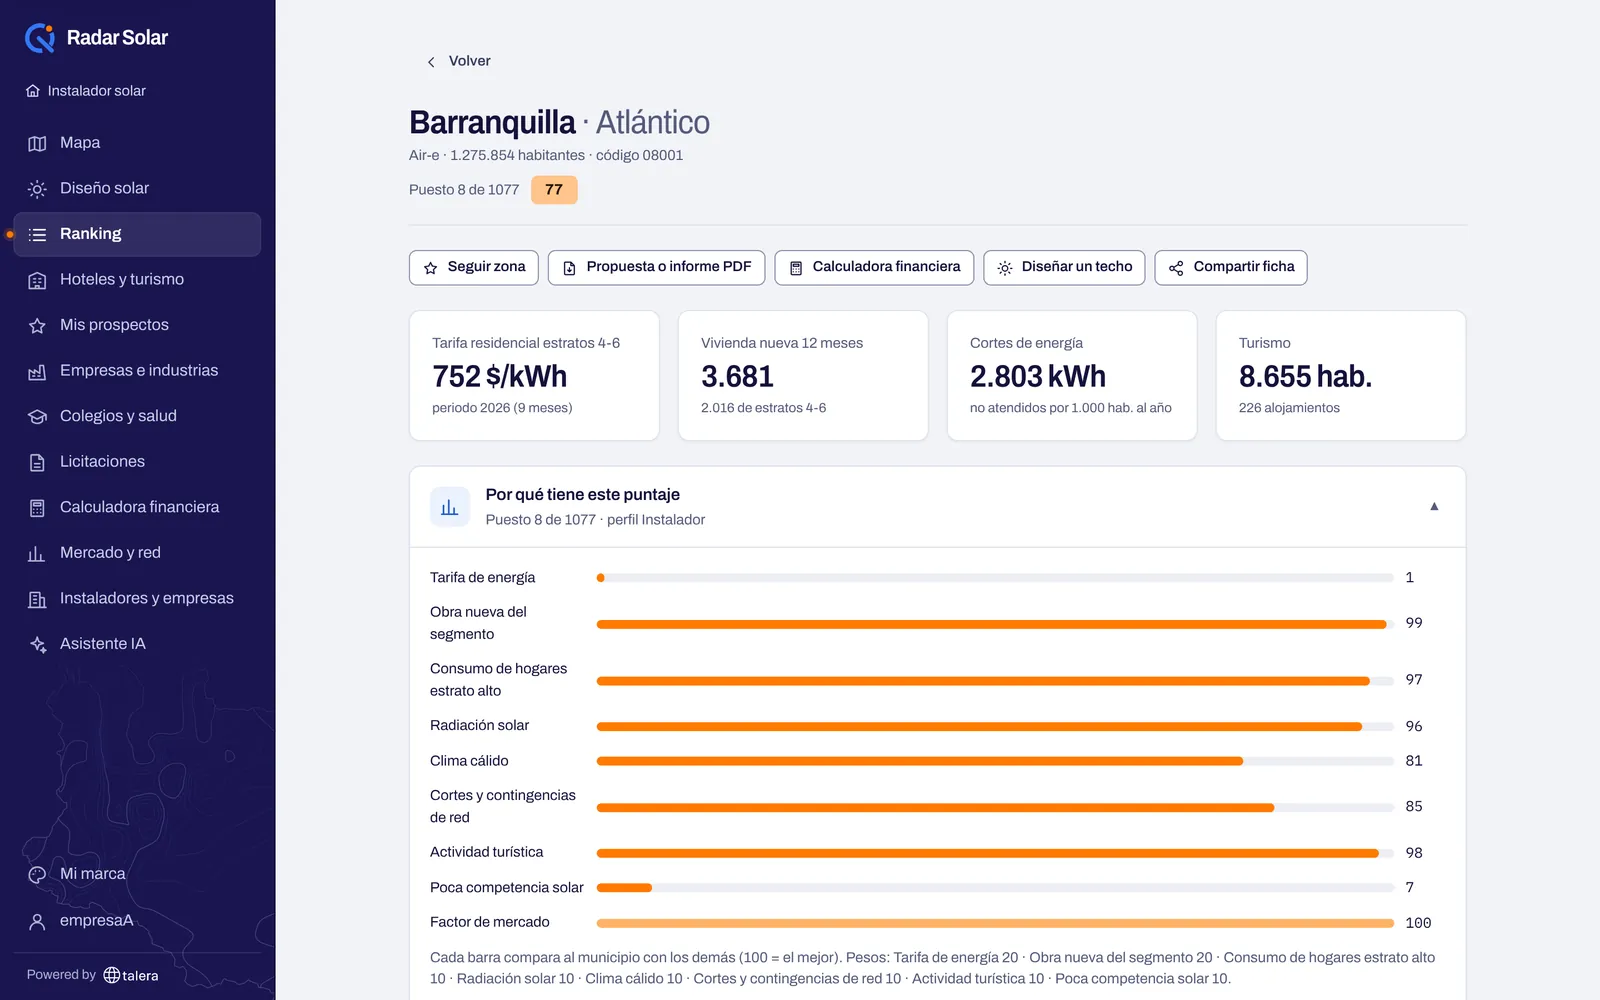 Radar Solar
Instalador solar
Mapa
Diseño solar
Ranking
Hoteles y turismo
Mis prospectos
Empresas e industrias
Colegios y salud
Licitaciones
Calculadora financiera
Mercado y red
Instaladores y empresas
Asistente IA
Mi marca
empresaA
Powered by talera
Volver
Barranquilla · Atlántico
Air-e · 1.275.854 habitantes · código 08001
Puesto 8 de 1077 77
Seguir zona
Propuesta o informe PDF
Calculadora financiera
Diseñar un techo
Compartir ficha
Tarifa residencial estratos 4-6
752 $/kWh
periodo 2026 (9 meses)
Vivienda nueva 12 meses
3.681
2.016 de estratos 4-6
Cortes de energía
2.803 kWh
no atendidos por 1.000 hab. al año
Turismo
8.655 hab.
226 alojamientos
Por qué tiene este puntaje
Puesto 8 de 1077 · perfil Instalador
▲
Tarifa de energía 1
Obra nueva del
segmento 99
Consumo de hogares
estrato alto 97
Radiación solar 96
Clima cálido 81
Cortes y contingencias
de red 85
Actividad turística 98
Poca competencia solar 7
Factor de mercado 100
Cada barra compara al municipio con los demás (100 = el mejor). Pesos: Tarifa de energía 20 · Obra nueva del segmento 20 · Consumo de hogares estrato alto
10 · Radiación solar 10 · Clima cálido 10 · Cortes y contingencias de red 10 · Actividad turística 10 · Poca competencia solar 10.